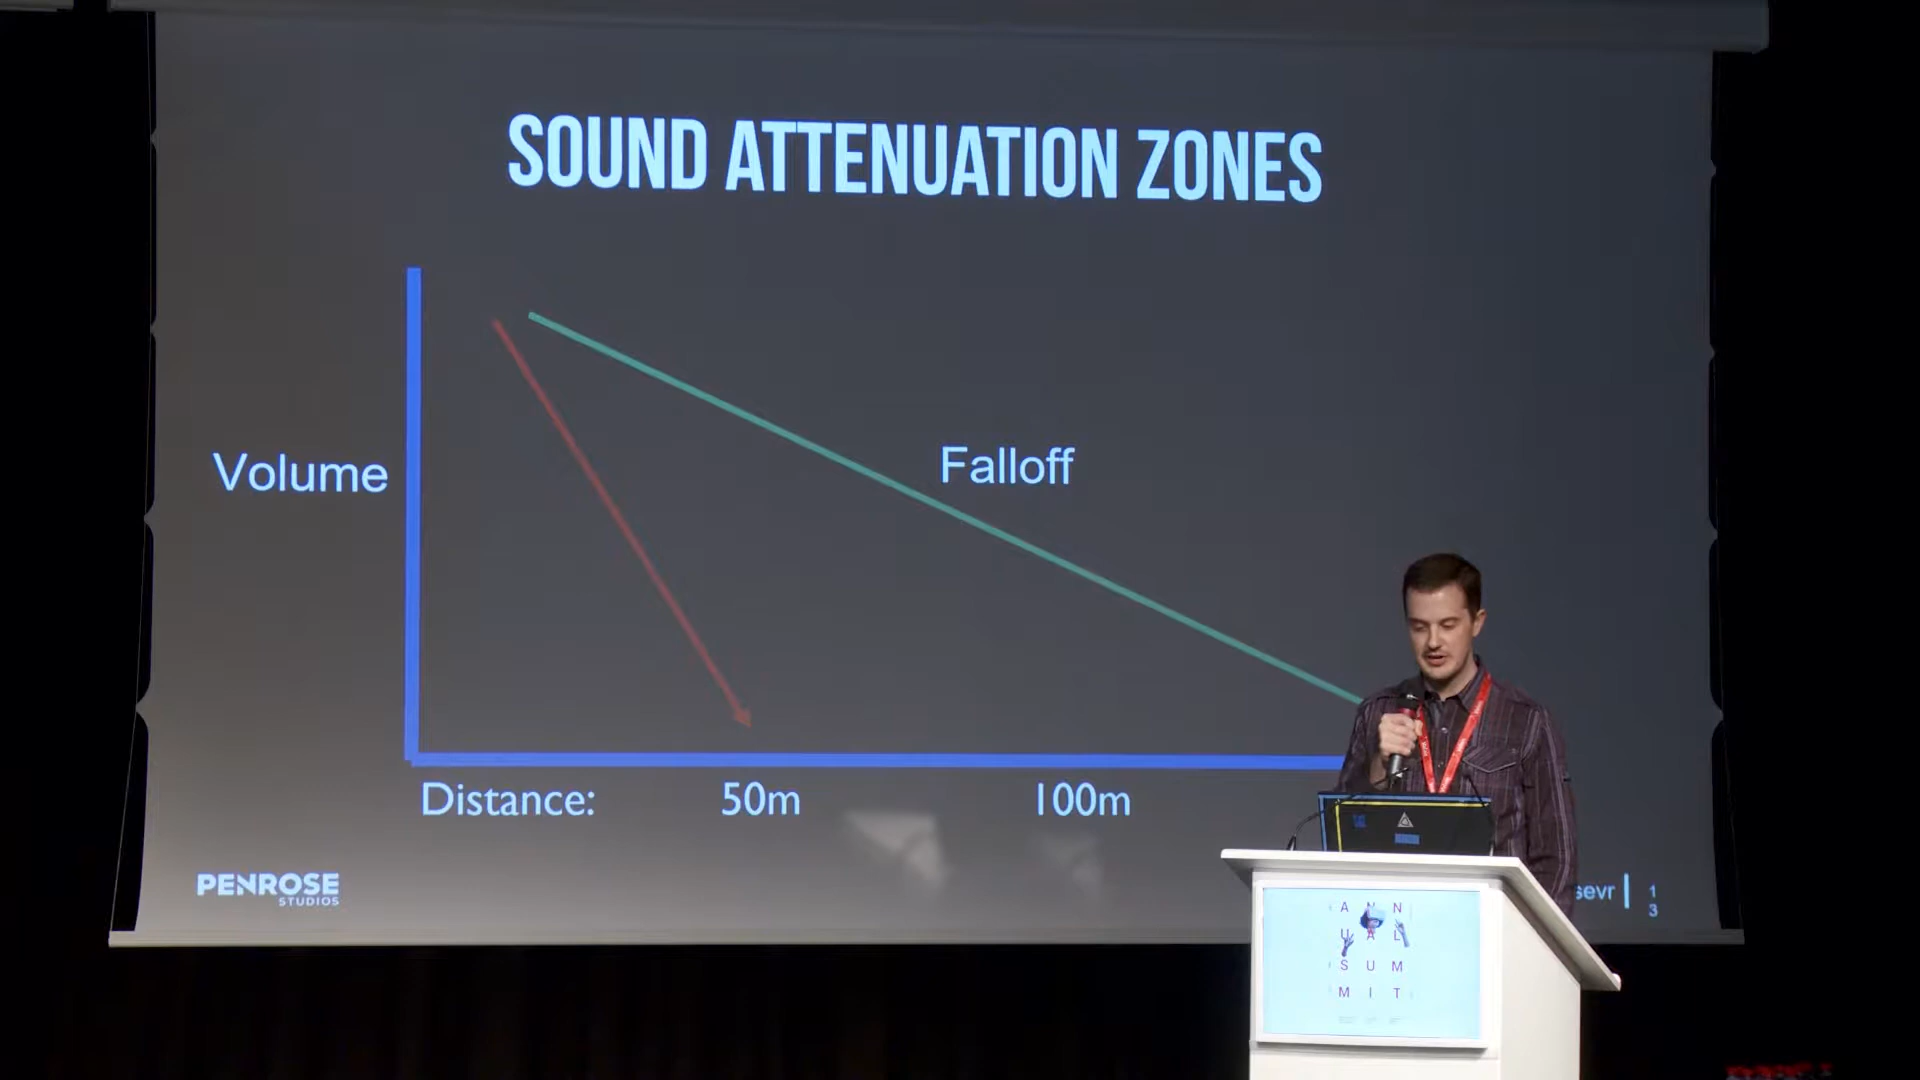 SOUND ATTENUATION ZONES
Volume
Falloff
Distance: 50m 100m
PENROSE
STUDIOS
sevr | 1
3
A N N
U A L
S U M
M I T